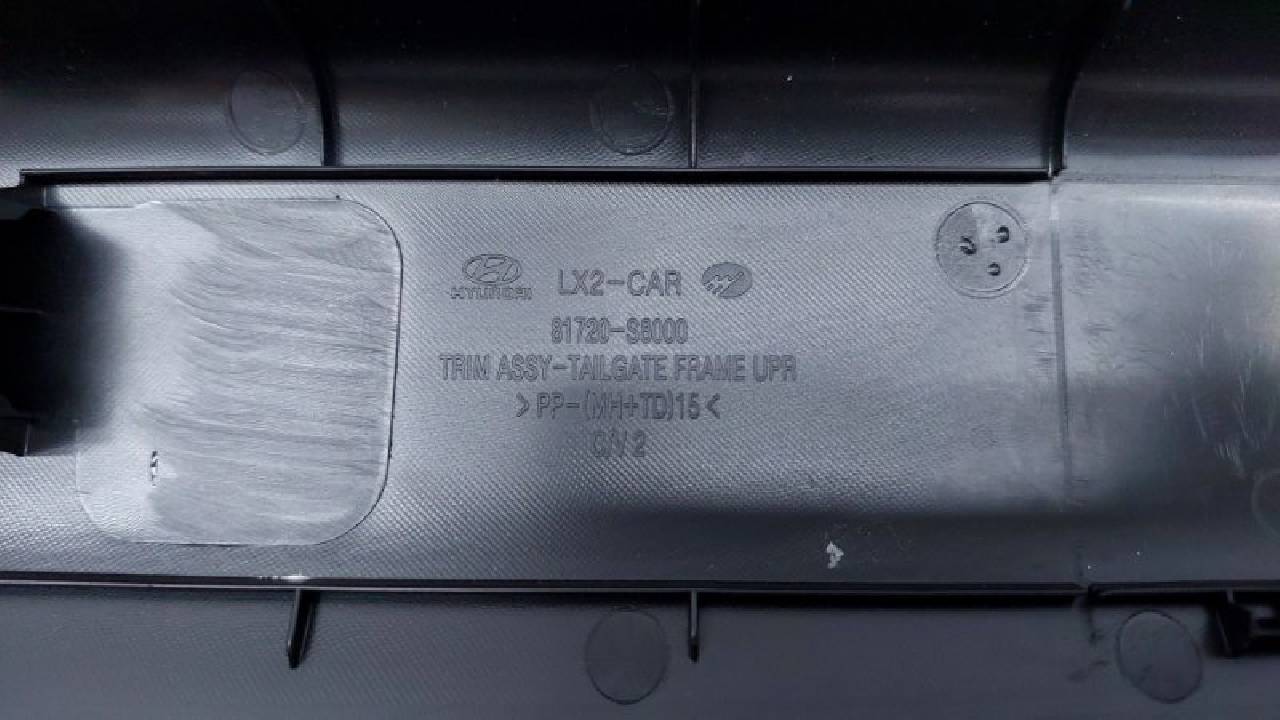 HYUNDAI LX2-CAR
81720-S8000
TRIM ASSY-TAILGATE FRAME UPR
>PP-(MH+TD)15<
C/V 2